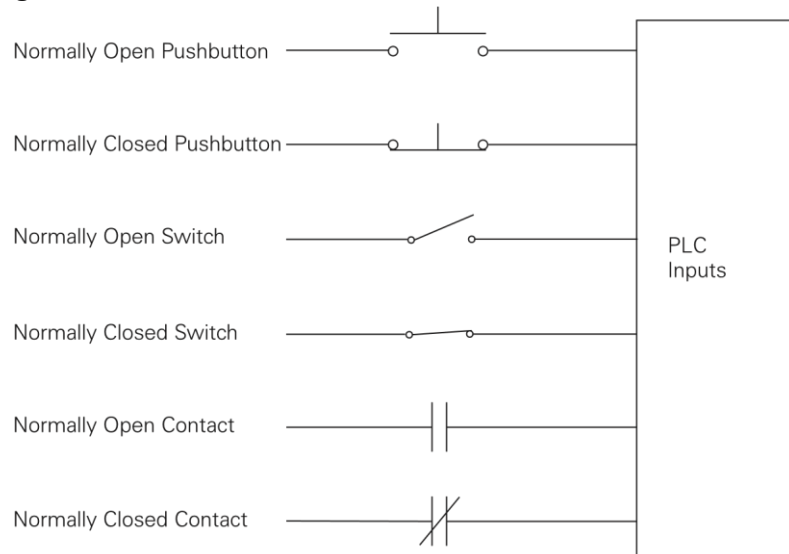 Normally Open Pushbutton
Normally Closed Pushbutton
Normally Open Switch
PLC
Inputs
Normally Closed Switch
Normally Open Contact
Normally Closed Contact